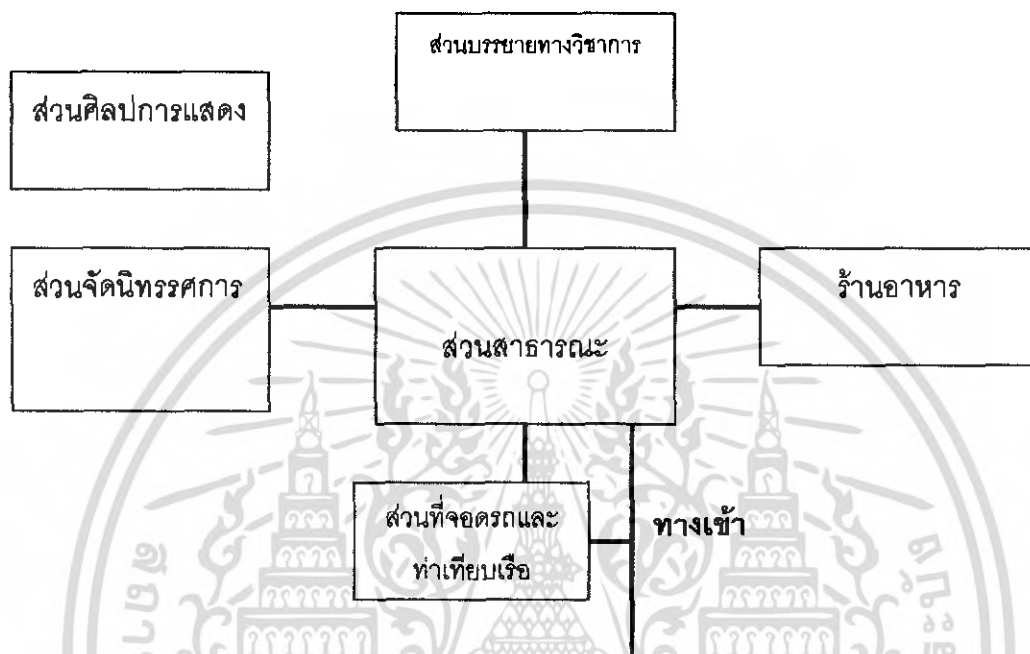 ส่วนบรรยายทางวิชาการ
ส่วนศิลปการแสดง
ส่วนจัดนิทรรศการ
ส่วนสาธารณะ
ร้านอาหาร
ส่วนที่จอดรถและ
ท่าเทียบเรือ
ทางเข้า